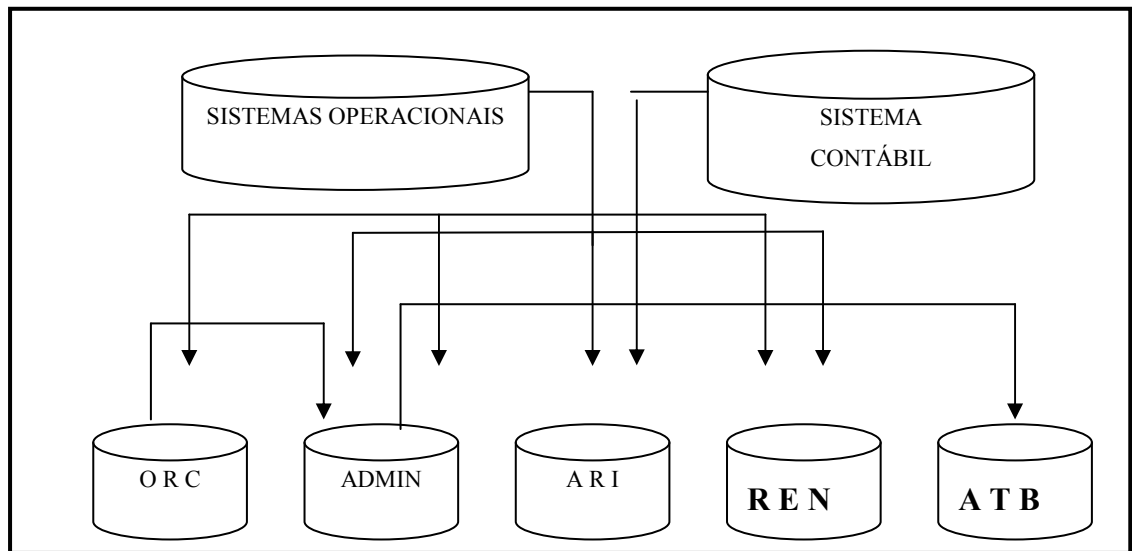 SISTEMAS OPERACIONAIS
SISTEMA
CONTÁBIL
O R C
ADMIN
A R I
R E N
A T B